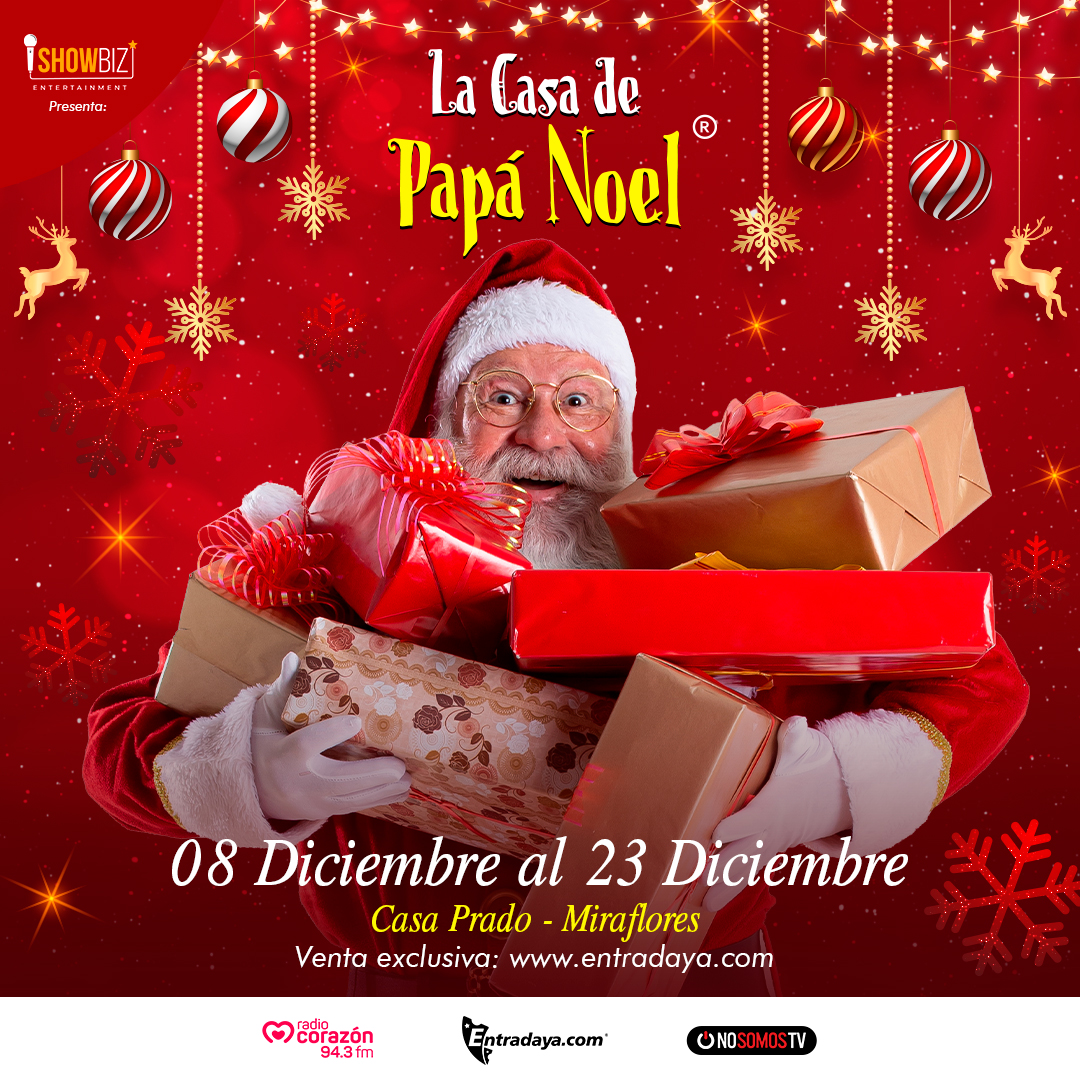 SHOWBIZ
ENTERTAINMENT
Presenta:
La Casa de
Papá Noel ®
08 Diciembre al 23 Diciembre
Casa Prado - Miraflores
Venta exclusiva: www.entradaya.com
radio
corazón
94.3 fm
Entradaya.com
NOSOMOSTV